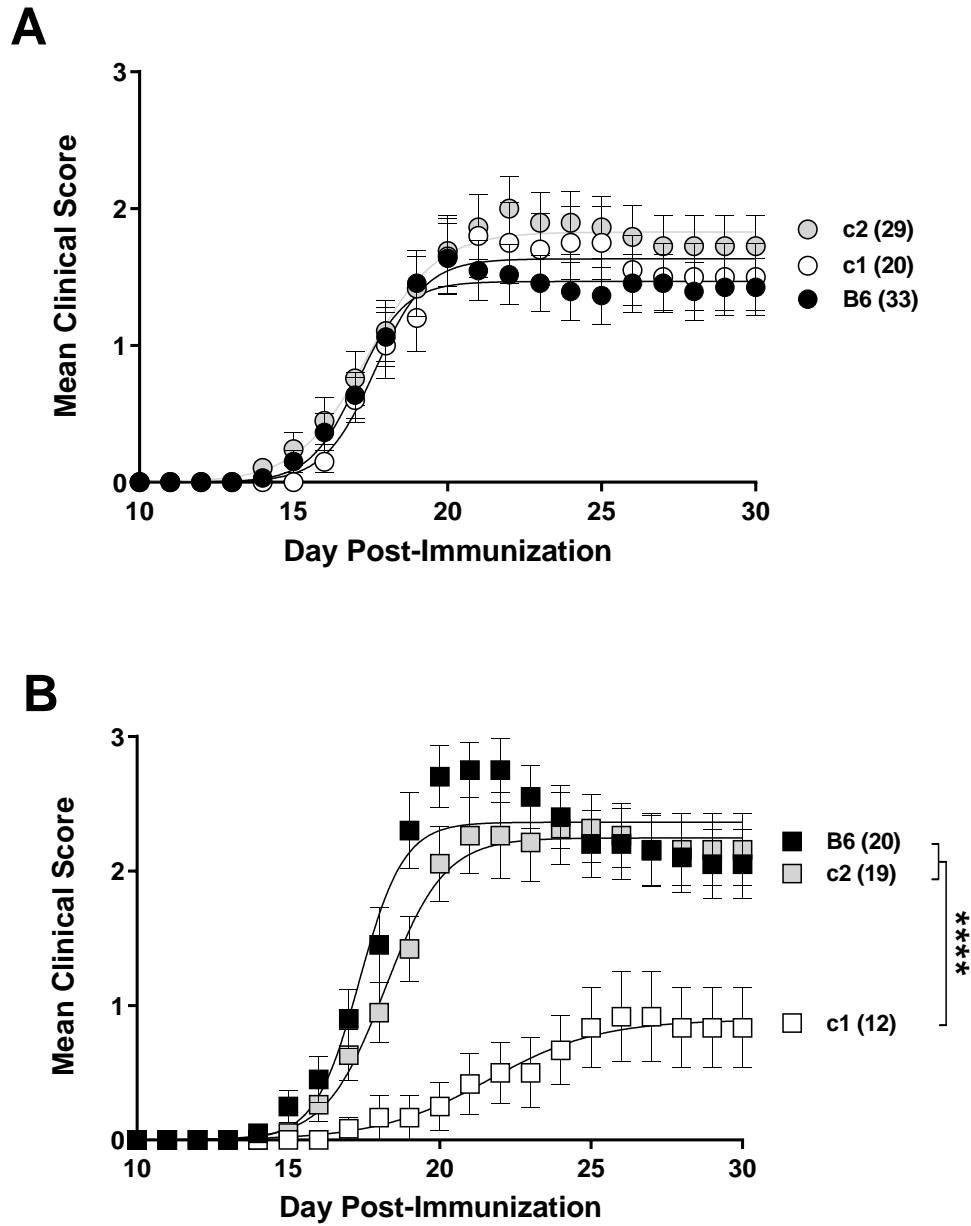 A
3
2
1
0
10
15
20
25
30
Mean Clinical Score
Day Post-Immunization
c2 (29)
c1 (20)
B6 (33)
B
3
2
1
0
10
15
20
25
30
Mean Clinical Score
Day Post-Immunization
B6 (20)
c2 (19)
c1 (12)
****